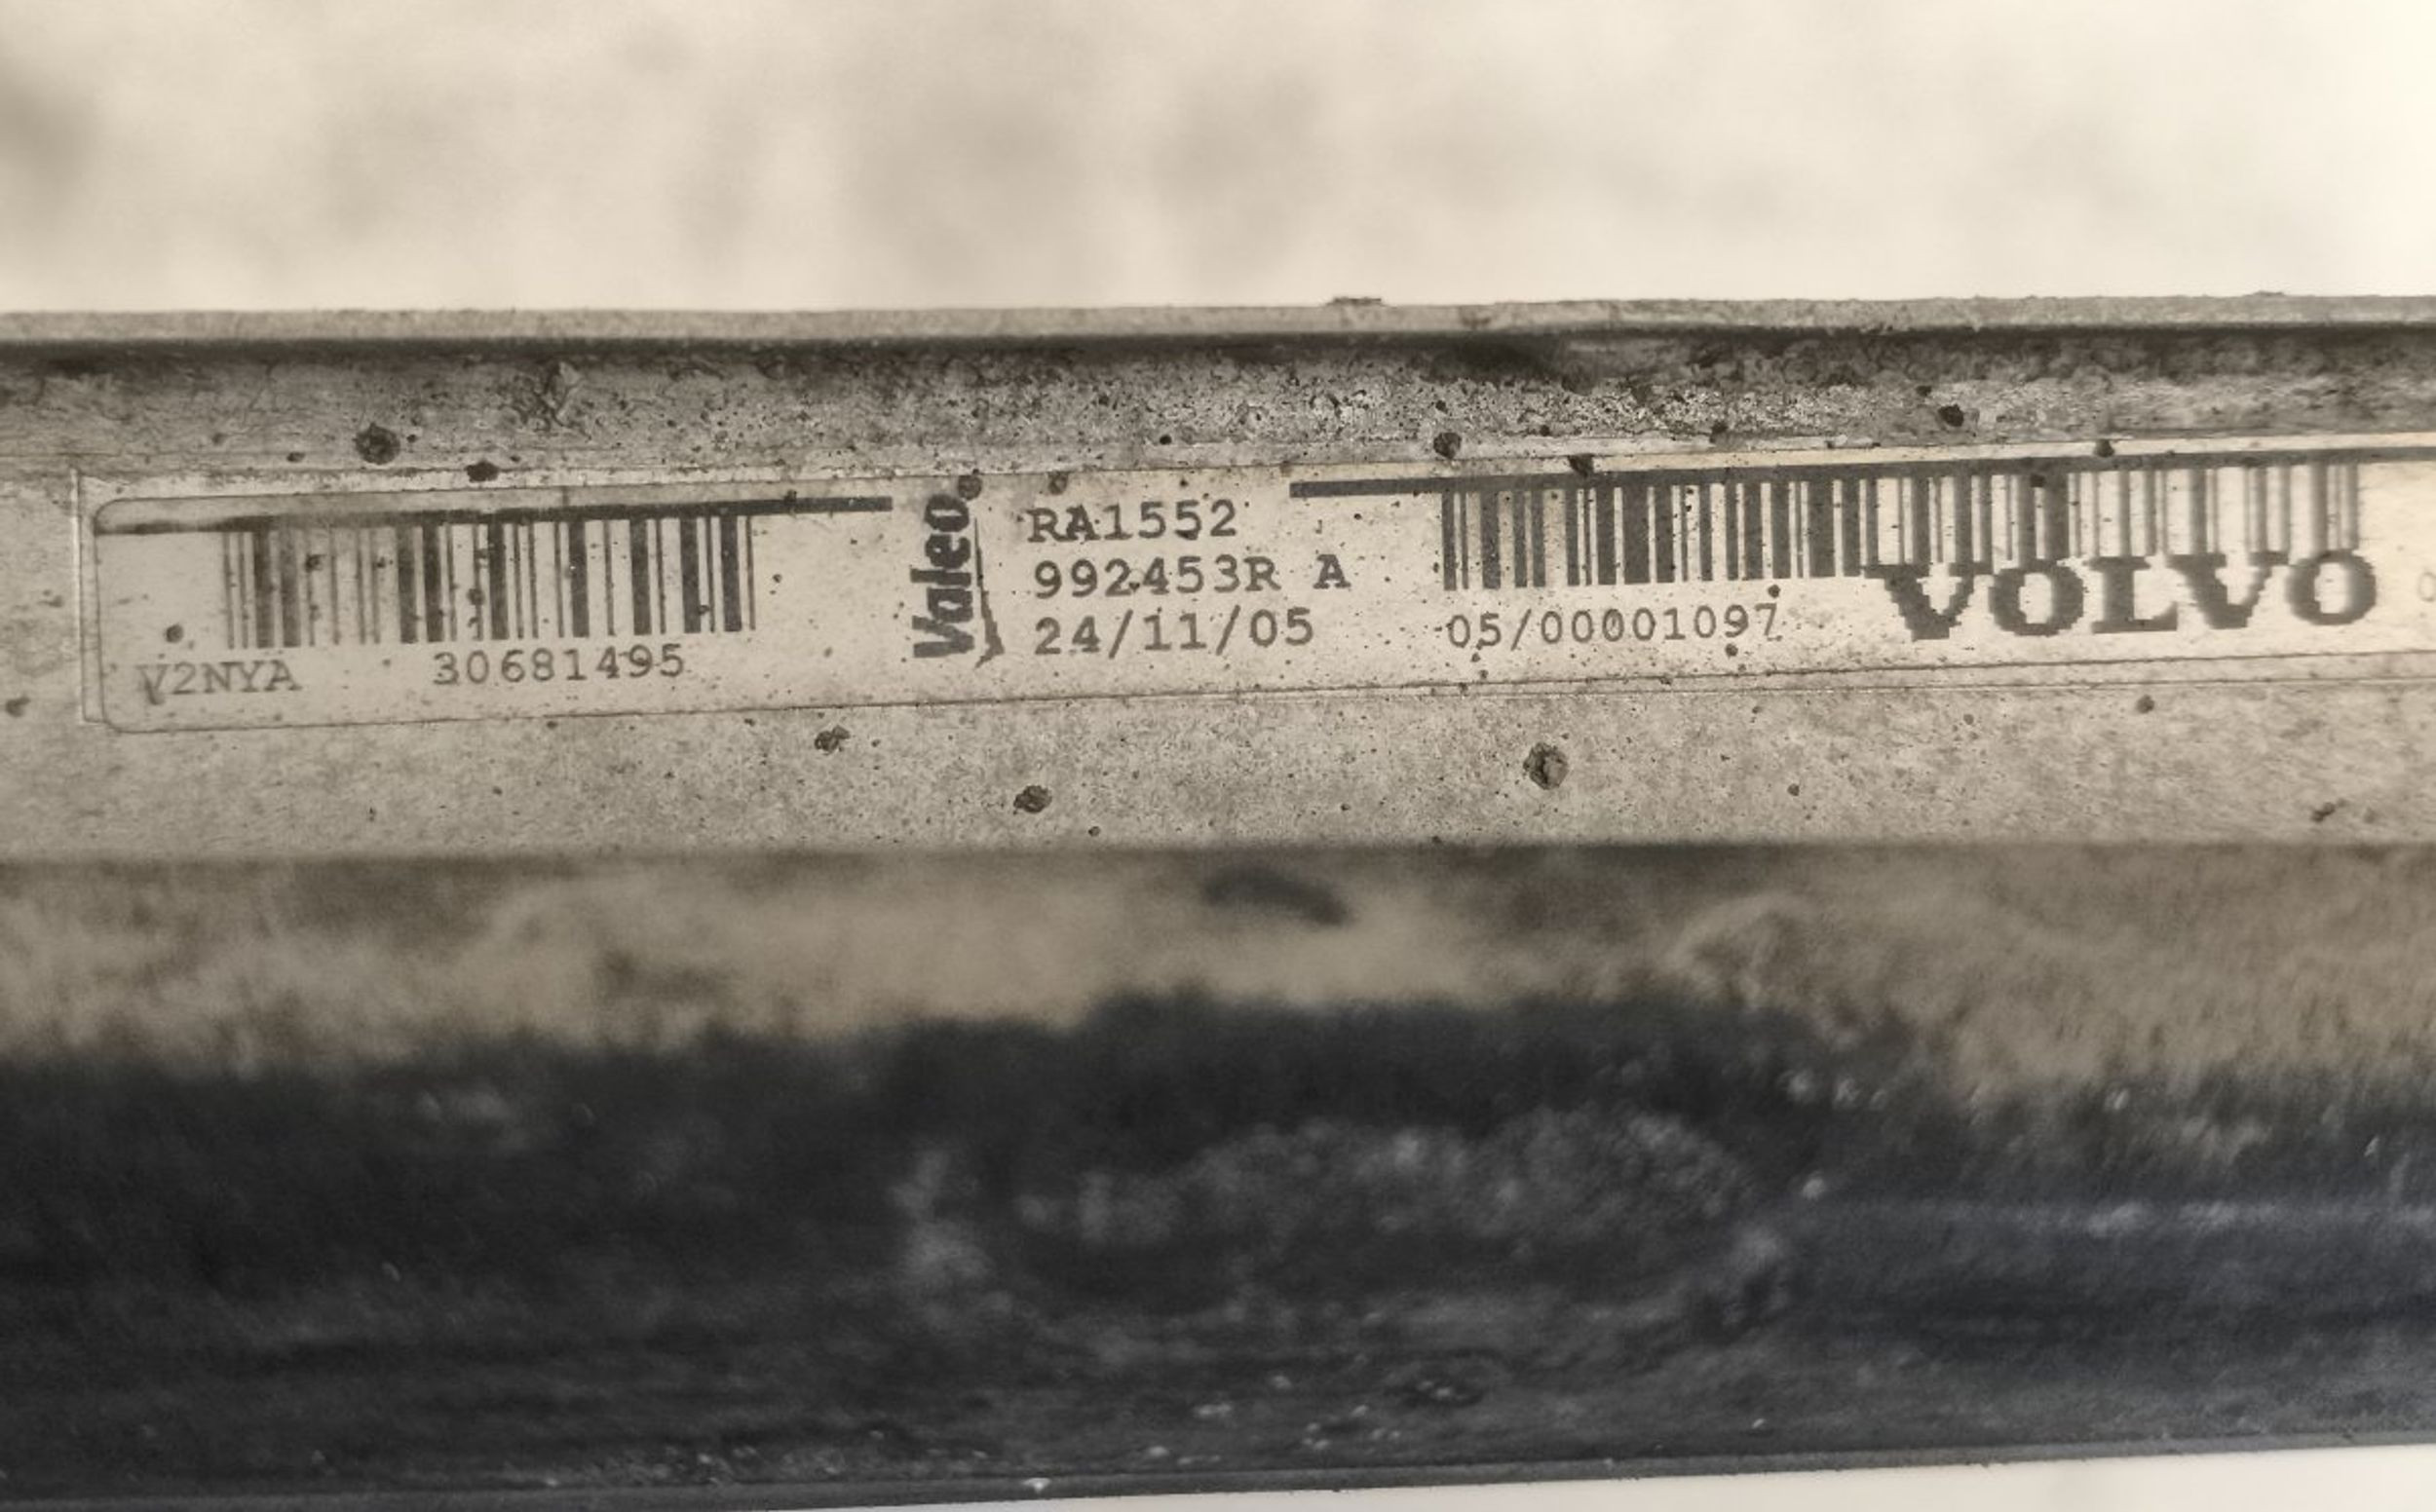 V2NYA 30681495
Valeo
RA1552
992453R A
24/11/05
05/00001097
VOLVO